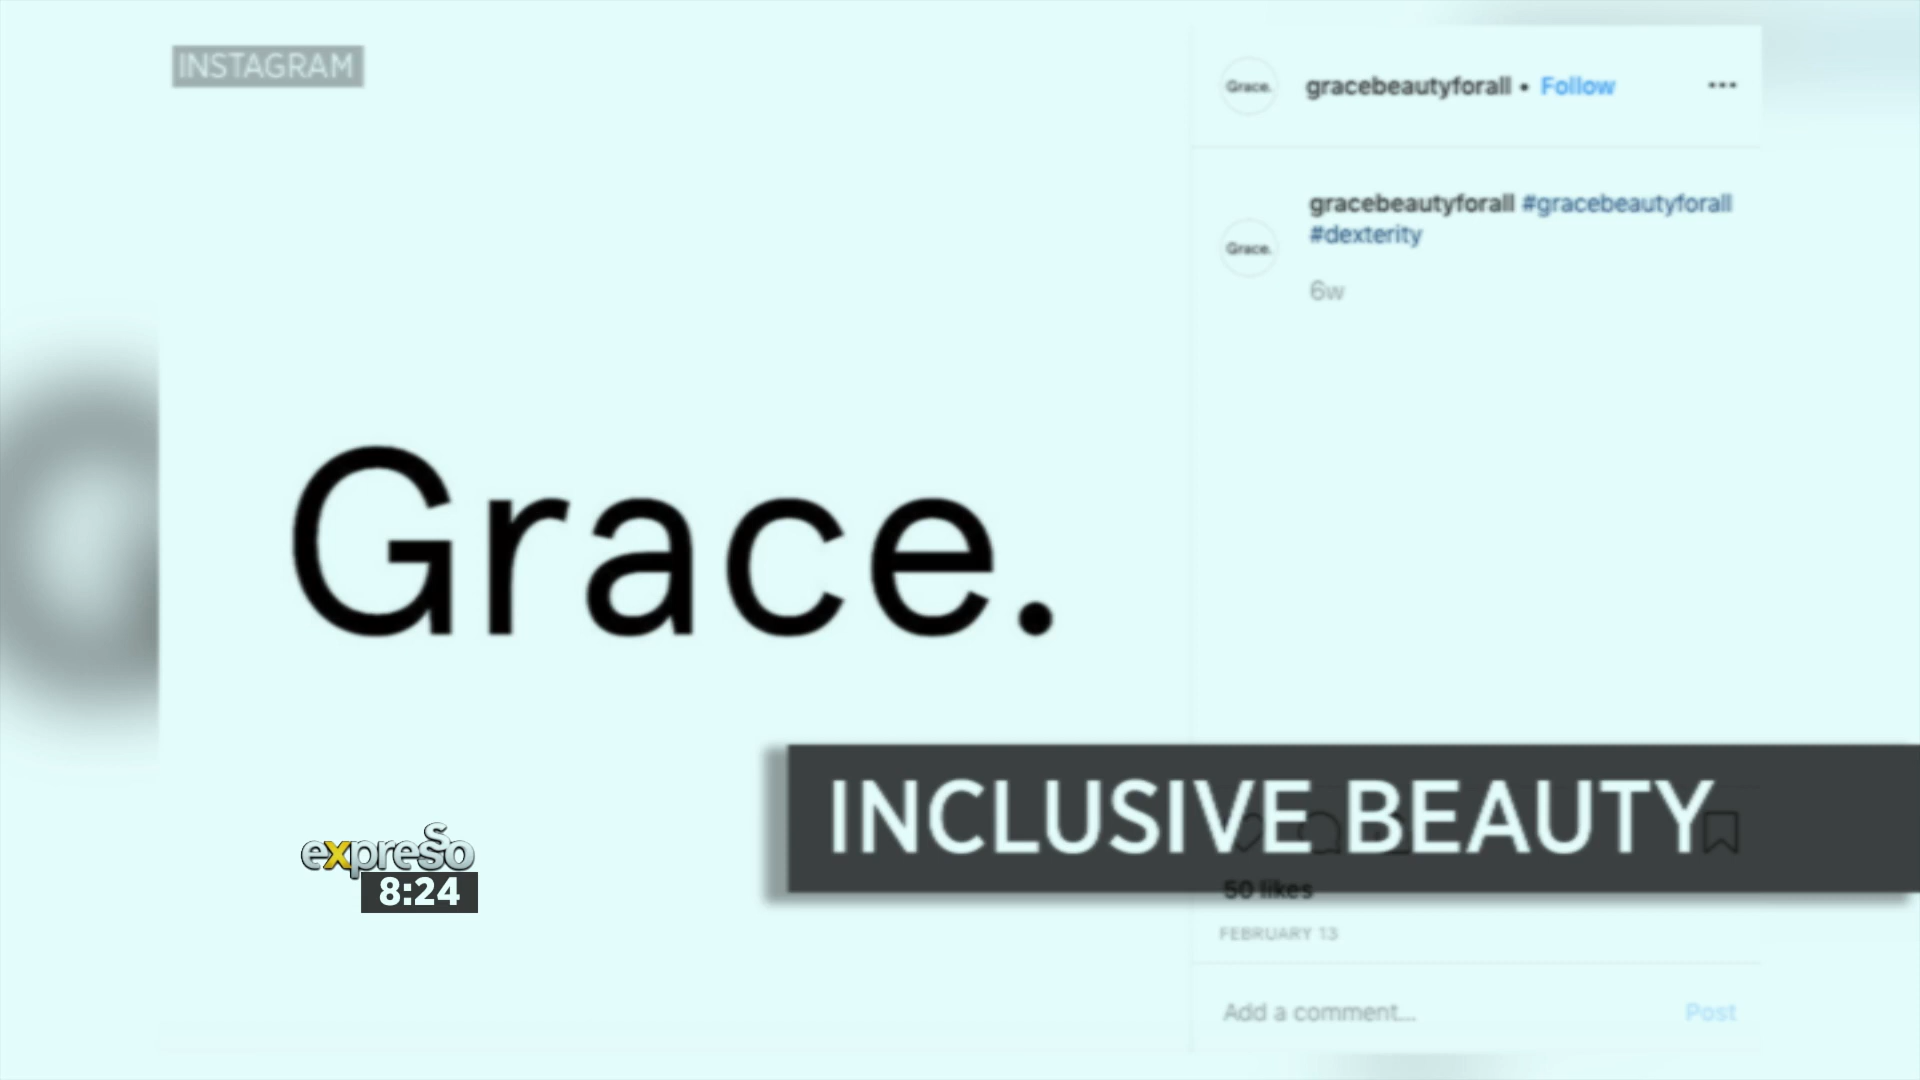 INSTAGRAM
Grace.
gracebeautyforall • Follow
gracebeautyforall #gracebeautyforall
Grace.
#dexterity
6w
Grace.
INCLUSIVE BEAUTY
expresso
8:24
50 likes
FEBRUARY 13
Add a comment...
Post